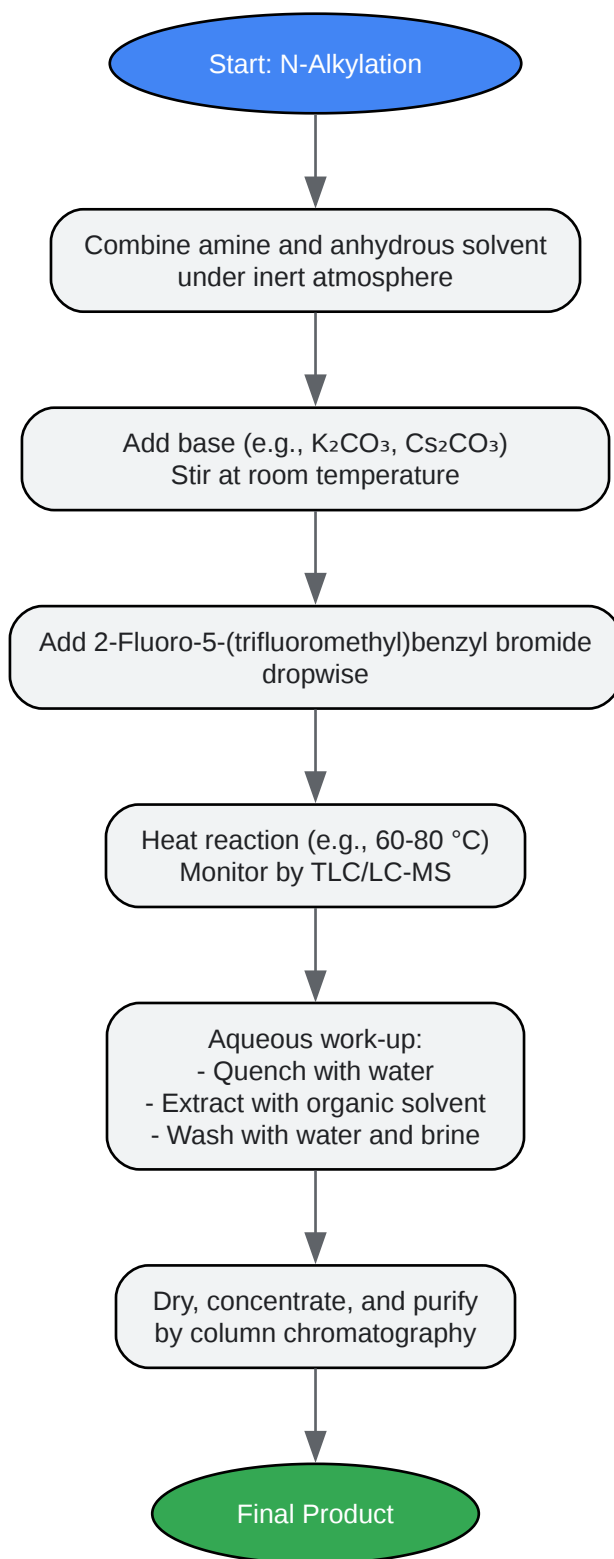 Start: N-Alkylation
Combine amine and anhydrous solvent
under inert atmosphere
Add base (e.g., K₂CO₃, Cs₂CO₃)
Stir at room temperature
Add 2-Fluoro-5-(trifluoromethyl)benzyl bromide
dropwise
Heat reaction (e.g., 60-80 °C)
Monitor by TLC/LC-MS
Aqueous work-up:
- Quench with water
- Extract with organic solvent
- Wash with water and brine
Dry, concentrate, and purify
by column chromatography
Final Product